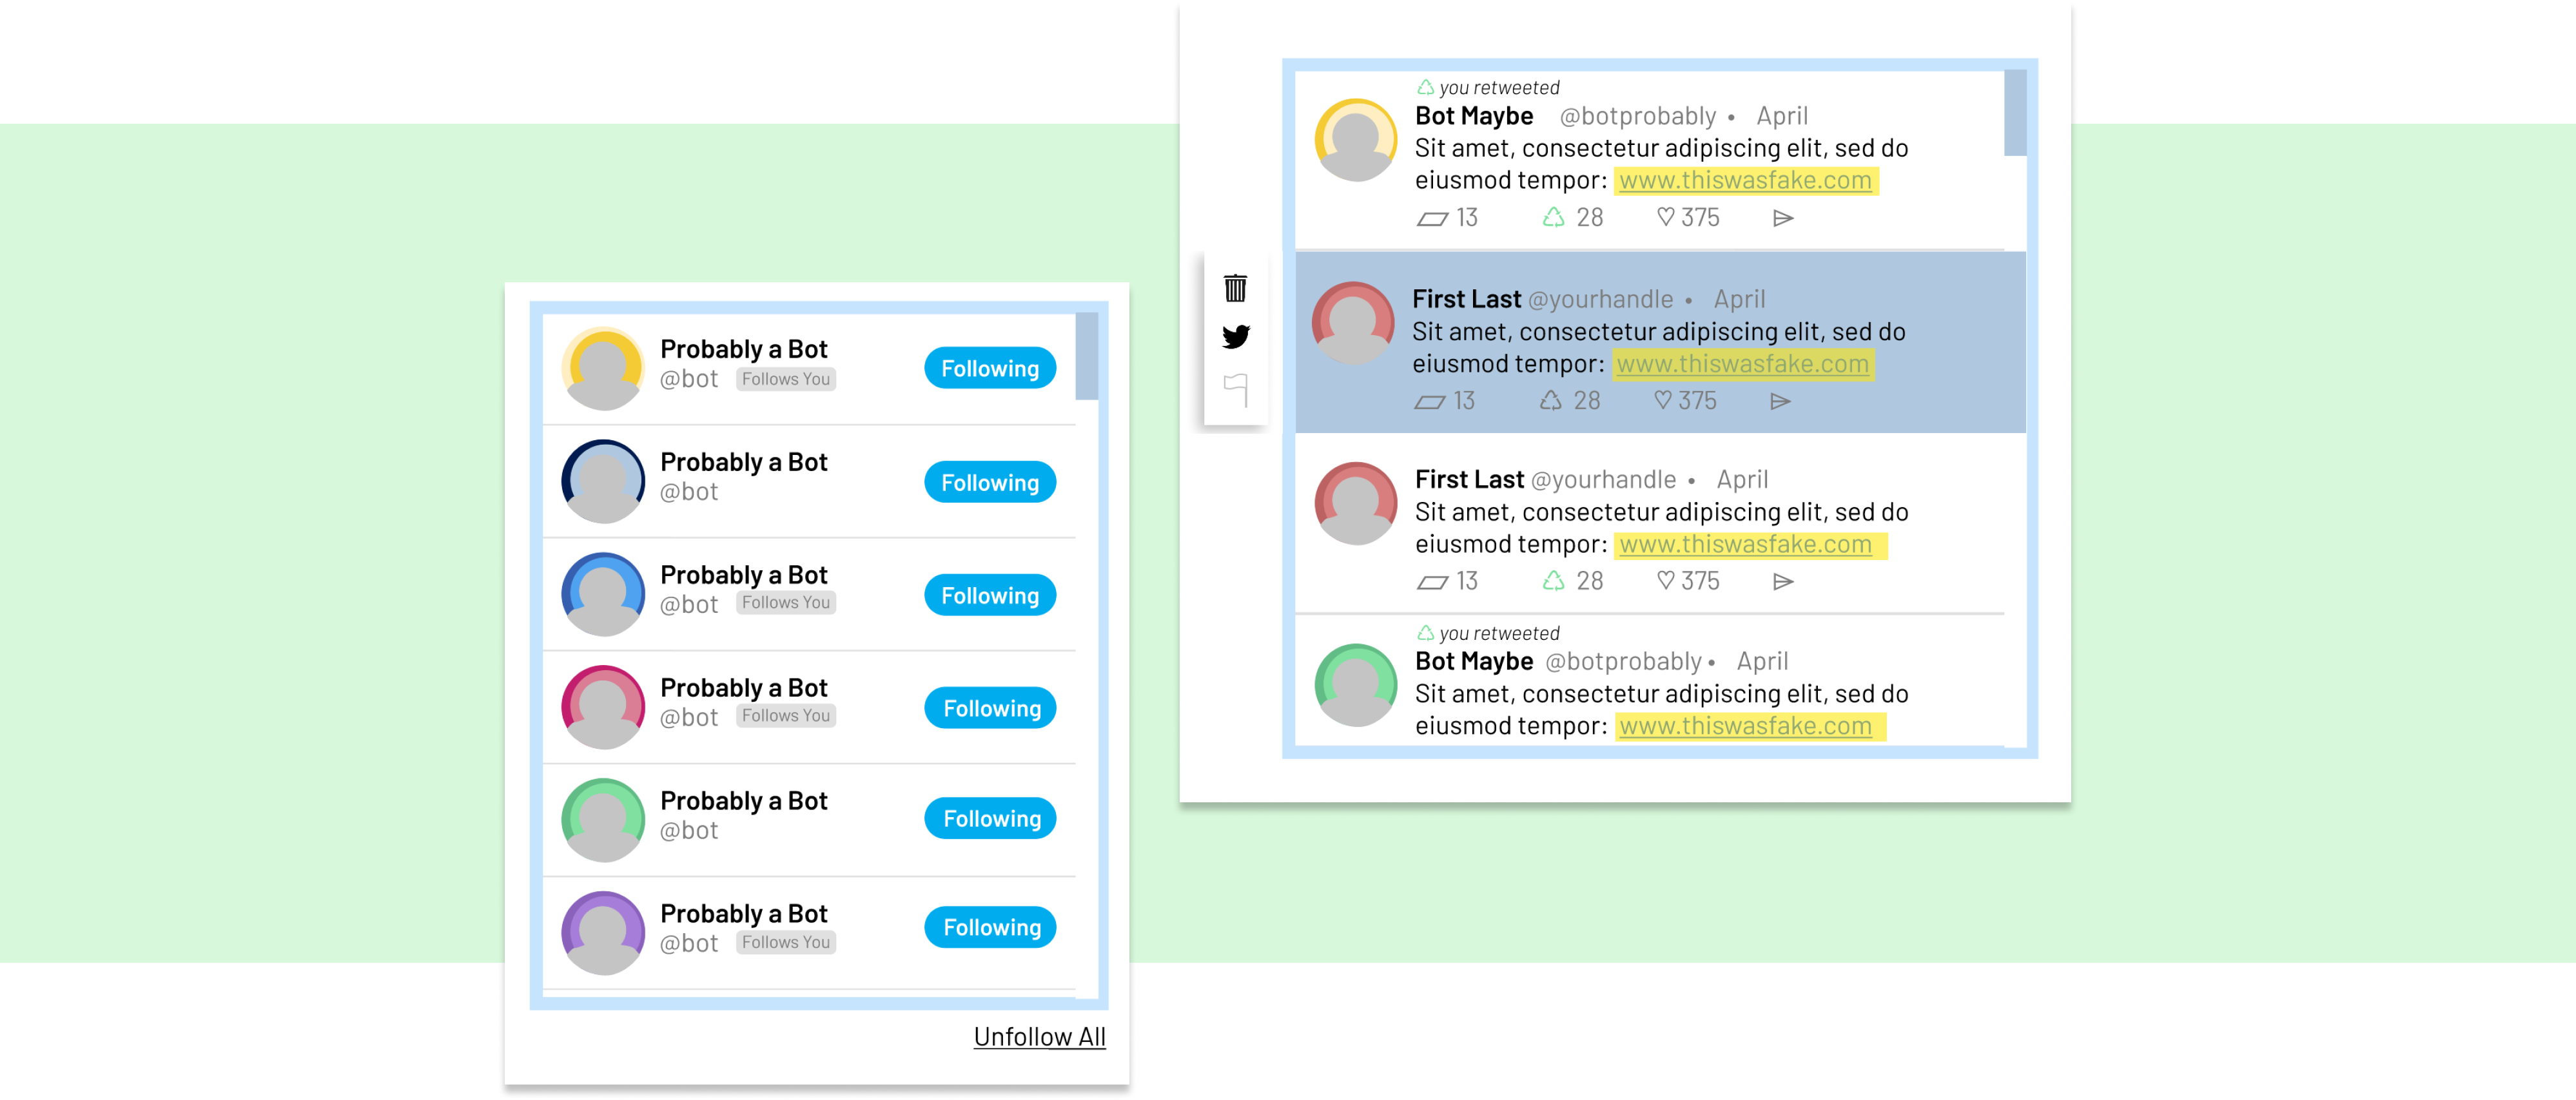 Probably a Bot
@bot Follows You
Following
Probably a Bot
@bot
Following
Probably a Bot
@bot Follows You
Following
Probably a Bot
@bot Follows You
Following
Probably a Bot
@bot
Following
Probably a Bot
@bot Follows You
Following
Unfollow All
you retweeted
Bot Maybe @botprobably • April
Sit amet, consectetur adipiscing elit, sed do
eiusmod tempor: www.thiswasfake.com
13 28 375
First Last @yourhandle • April
Sit amet, consectetur adipiscing elit, sed do
eiusmod tempor: www.thiswasfake.com
13 28 375
First Last @yourhandle • April
Sit amet, consectetur adipiscing elit, sed do
eiusmod tempor: www.thiswasfake.com
13 28 375
you retweeted
Bot Maybe @botprobably • April
Sit amet, consectetur adipiscing elit, sed do
eiusmod tempor: www.thiswasfake.com